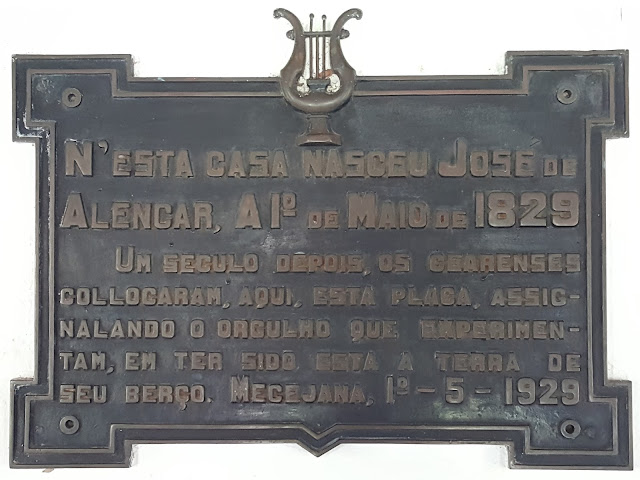 N'ESTA CASA NASCEU JOSÉ DE
ALENCAR, A 1º DE MAIO DE 1829
UM SECULO DEPOIS, OS CEARENSES
COLLOCARAM, AQUI, ESTA PLACA, ASSIG-
NALANDO O ORGULHO QUE EXPERIMEN-
TAM, EM TER SIDO ESTA A TERRA DE
SEU BERÇO. MECEJANA, 1º - 5 - 1929